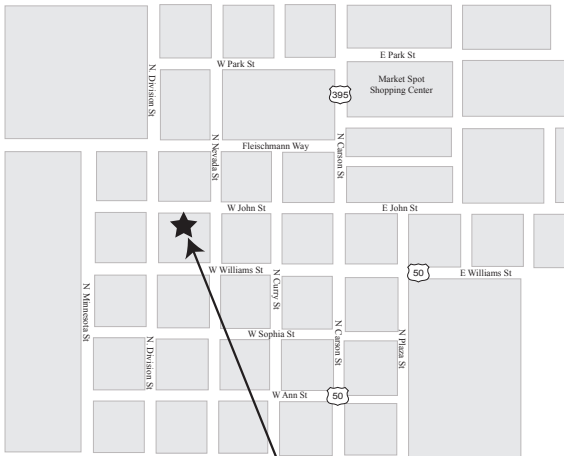 E Park St
W Park St
N. Division St
Market Spot
Shopping Center
395
N Nevada St
Fleischmann Way
N Carson St
W John St
E John St
W Williams St
50
E Williams St
N Curry St
N Minnesota St
N Carson St
W Sophia St
N Plaza St
N Division St
W Ann St
50